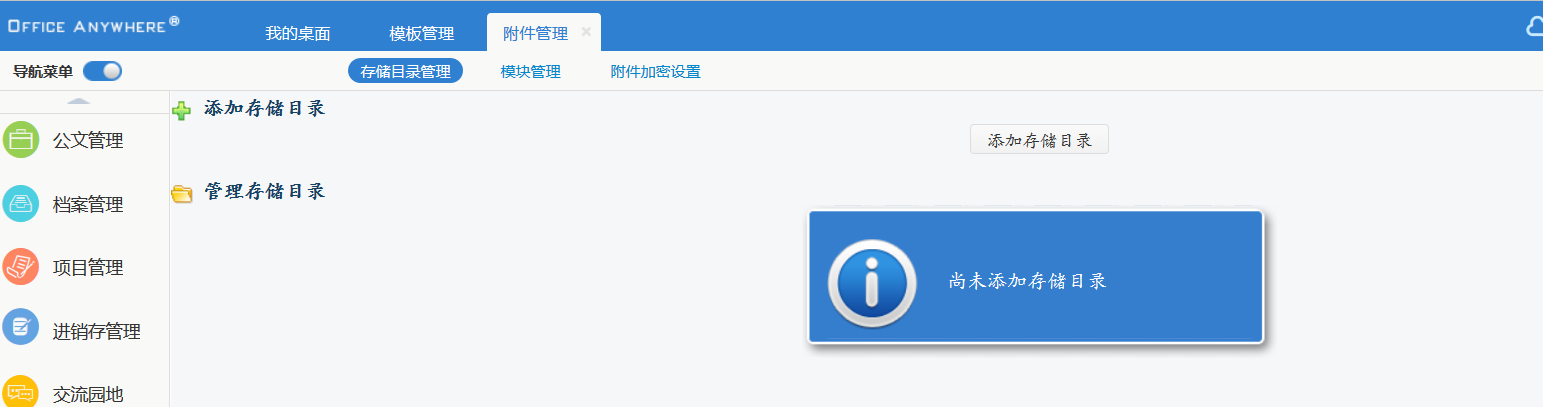 OFFICE ANYWHERE®
我的桌面 模板管理 附件管理 ×
导航菜单 存储目录管理 模块管理 附件加密设置
添加存储目录
添加存储目录
公文管理
管理存储目录
档案管理
项目管理
尚未添加存储目录
进销存管理
交流园地